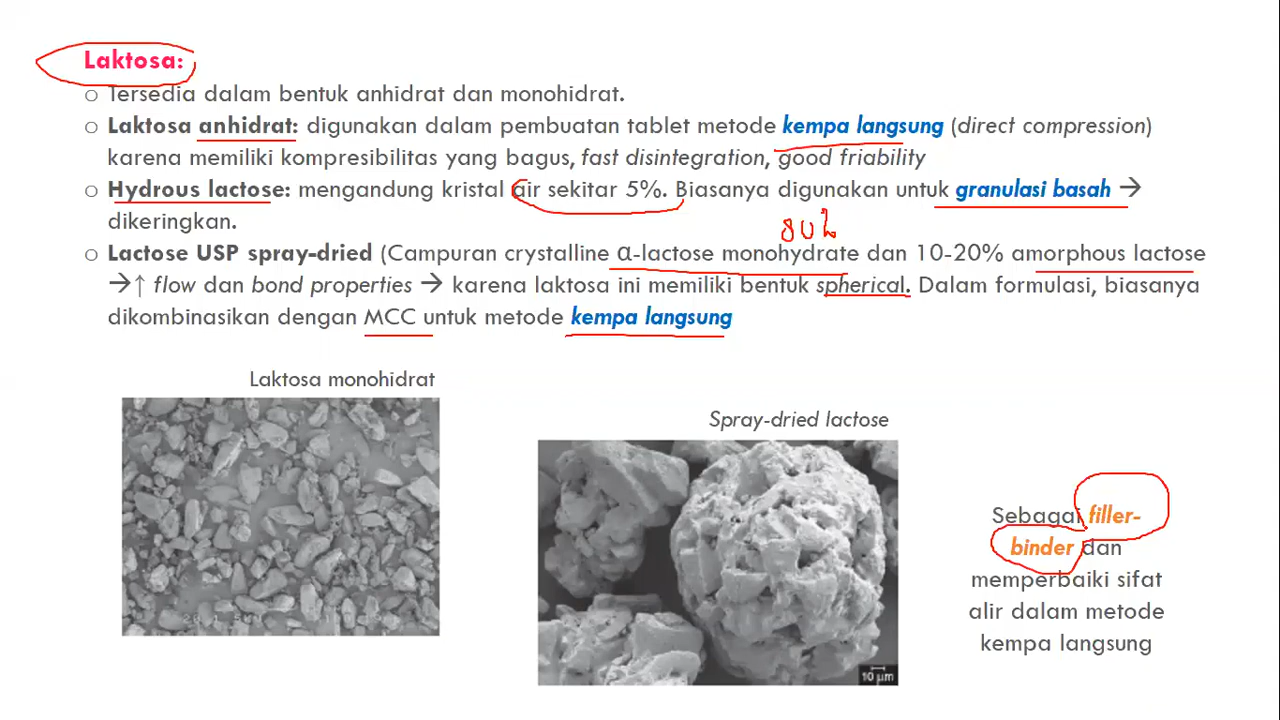 Laktosa:
o Tersedia dalam bentuk anhidrat dan monohidrat.
o Laktosa anhidrat: digunakan dalam pembuatan tablet metode kempa langsung (direct compression)
karena memiliki kompresibilitas yang bagus, fast disintegration, good friability
o Hydrous lactose: mengandung kristal air sekitar 5%. Biasanya digunakan untuk granulasi basah →
dikeringkan.
80%
o Lactose USP spray-dried (Campuran crystalline α-lactose monohydrate dan 10-20% amorphous lactose
→↑ flow dan bond properties → karena laktosa ini memiliki bentuk spherical. Dalam formulasi, biasanya
dikombinasikan dengan MCC untuk metode kempa langsung
Laktosa monohidrat
Spray-dried lactose
10 µm
Sebagai filler-
binder dan
memperbaiki sifat
alir dalam metode
kempa langsung